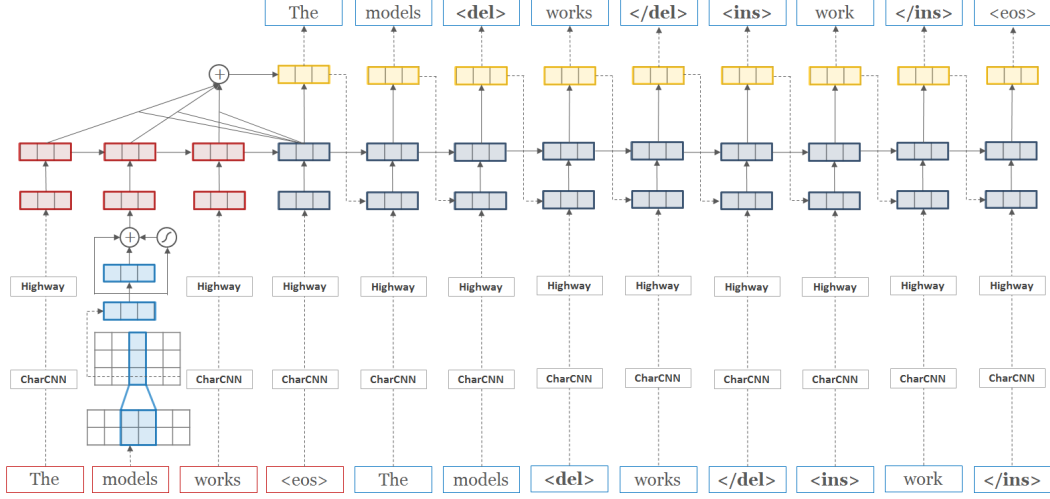 The models <del> works </del> <ins> work </ins> <eos>
+
+ ∫
Highway Highway Highway Highway Highway Highway Highway Highway Highway Highway Highway
CharCNN CharCNN CharCNN CharCNN CharCNN CharCNN CharCNN CharCNN CharCNN CharCNN CharCNN
The models works <eos> The models <del> works </del> <ins> work </ins>